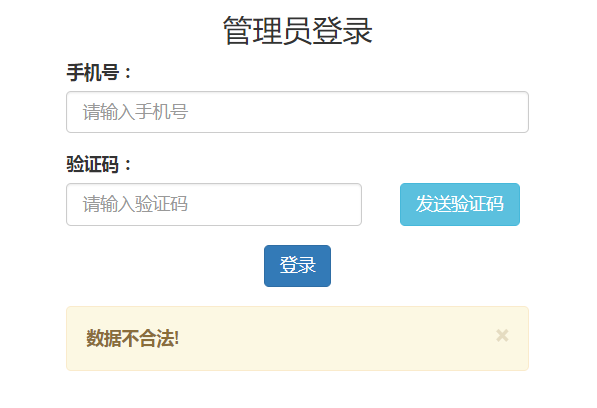 管理员登录
手机号：
请输入手机号
验证码：
请输入验证码 发送验证码
登录
数据不合法! ×